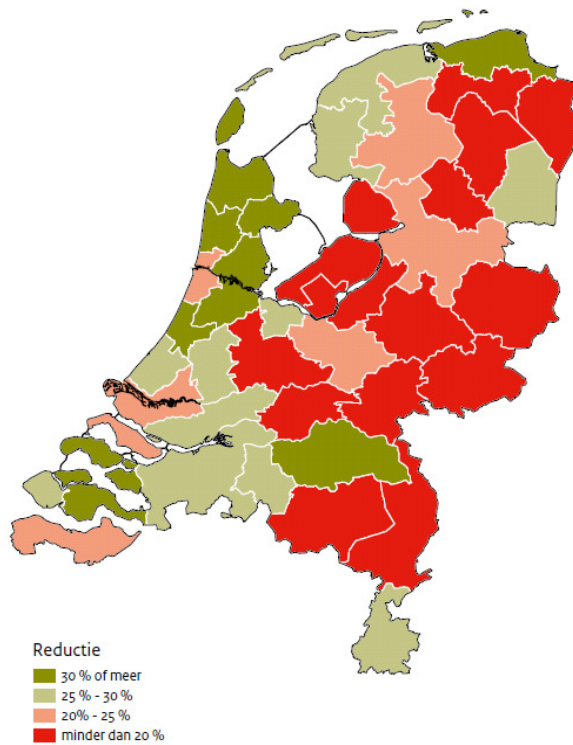 Reductie
30 % of meer
25 % - 30 %
20% - 25 %
minder dan 20 %